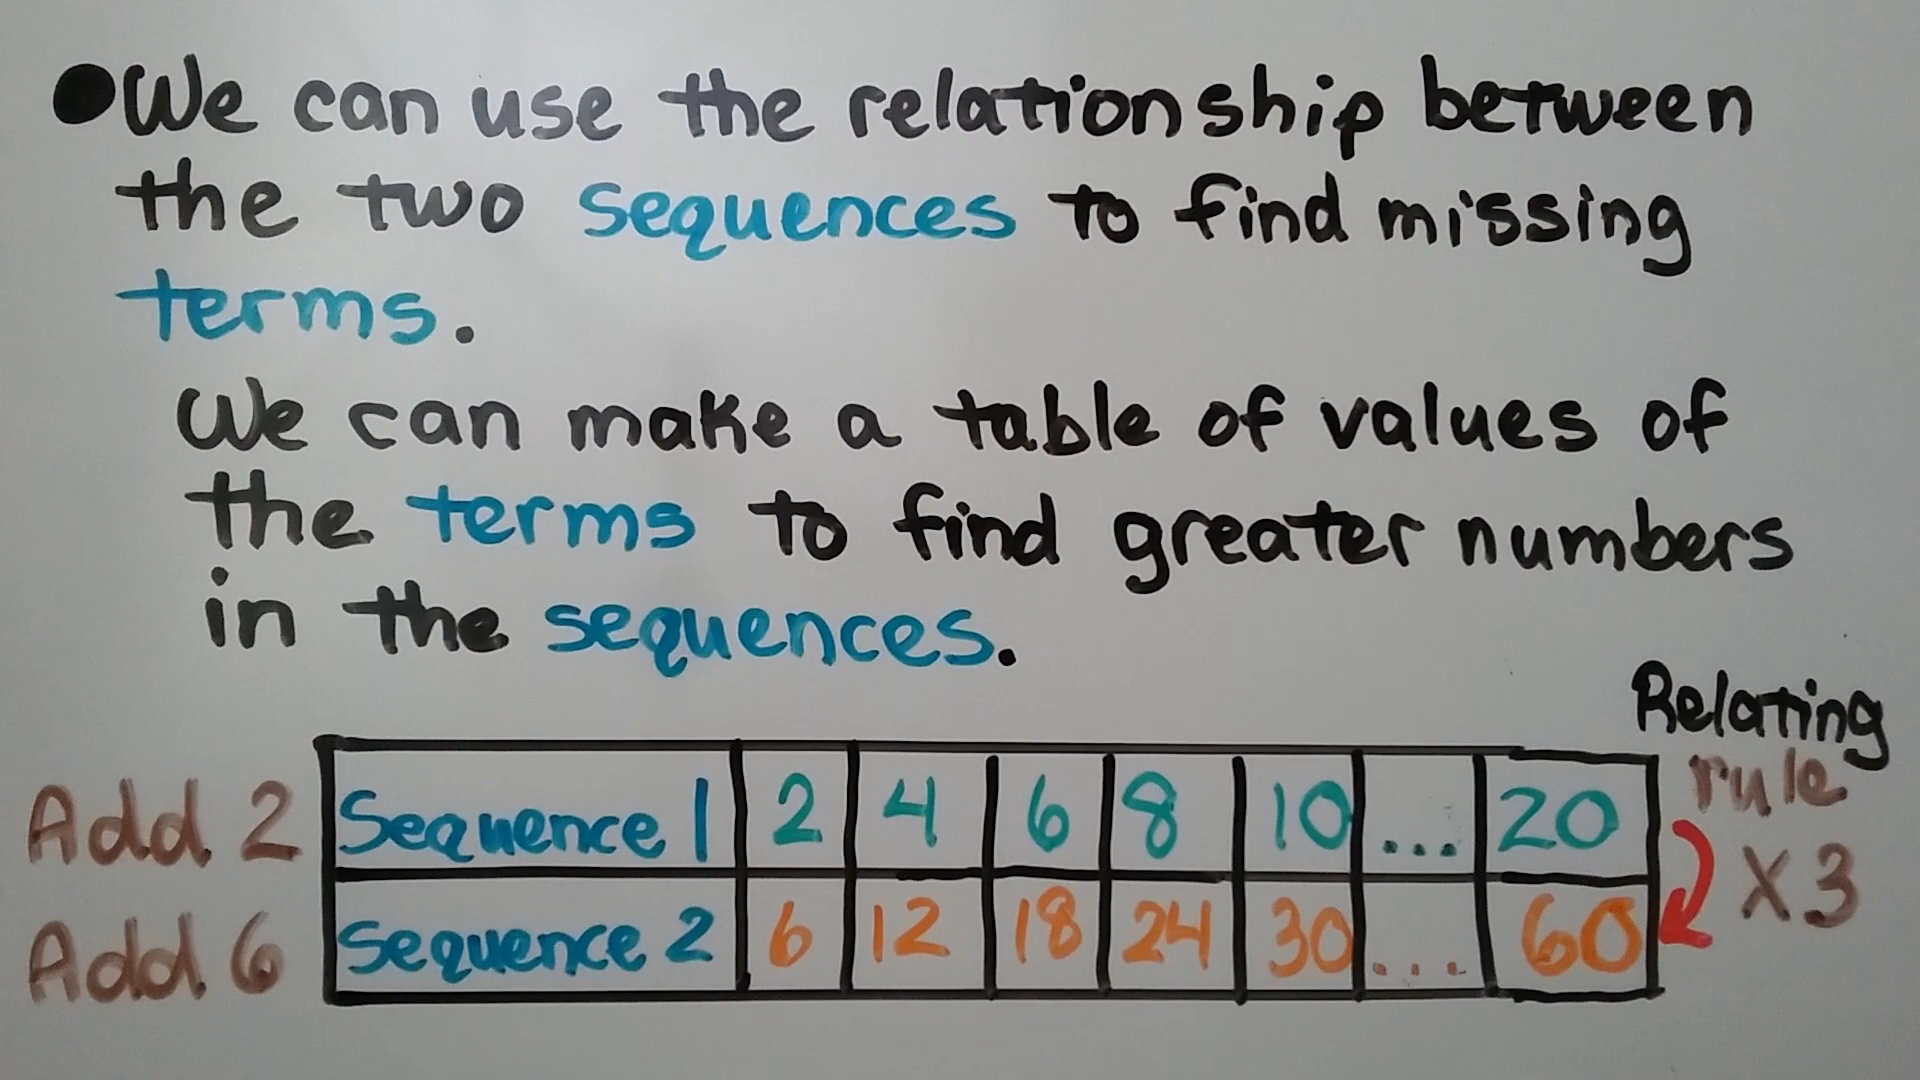 ●We can use the relationship between
the two sequences to find missing
terms.
We can make a table of values of
the terms to find greater numbers
in the sequences.
Relating
rule
x3
Add 2 Sequence 1 2 4 6 8 10 ... 20
Add 6 Sequence 2 6 12 18 24 30 ... 60